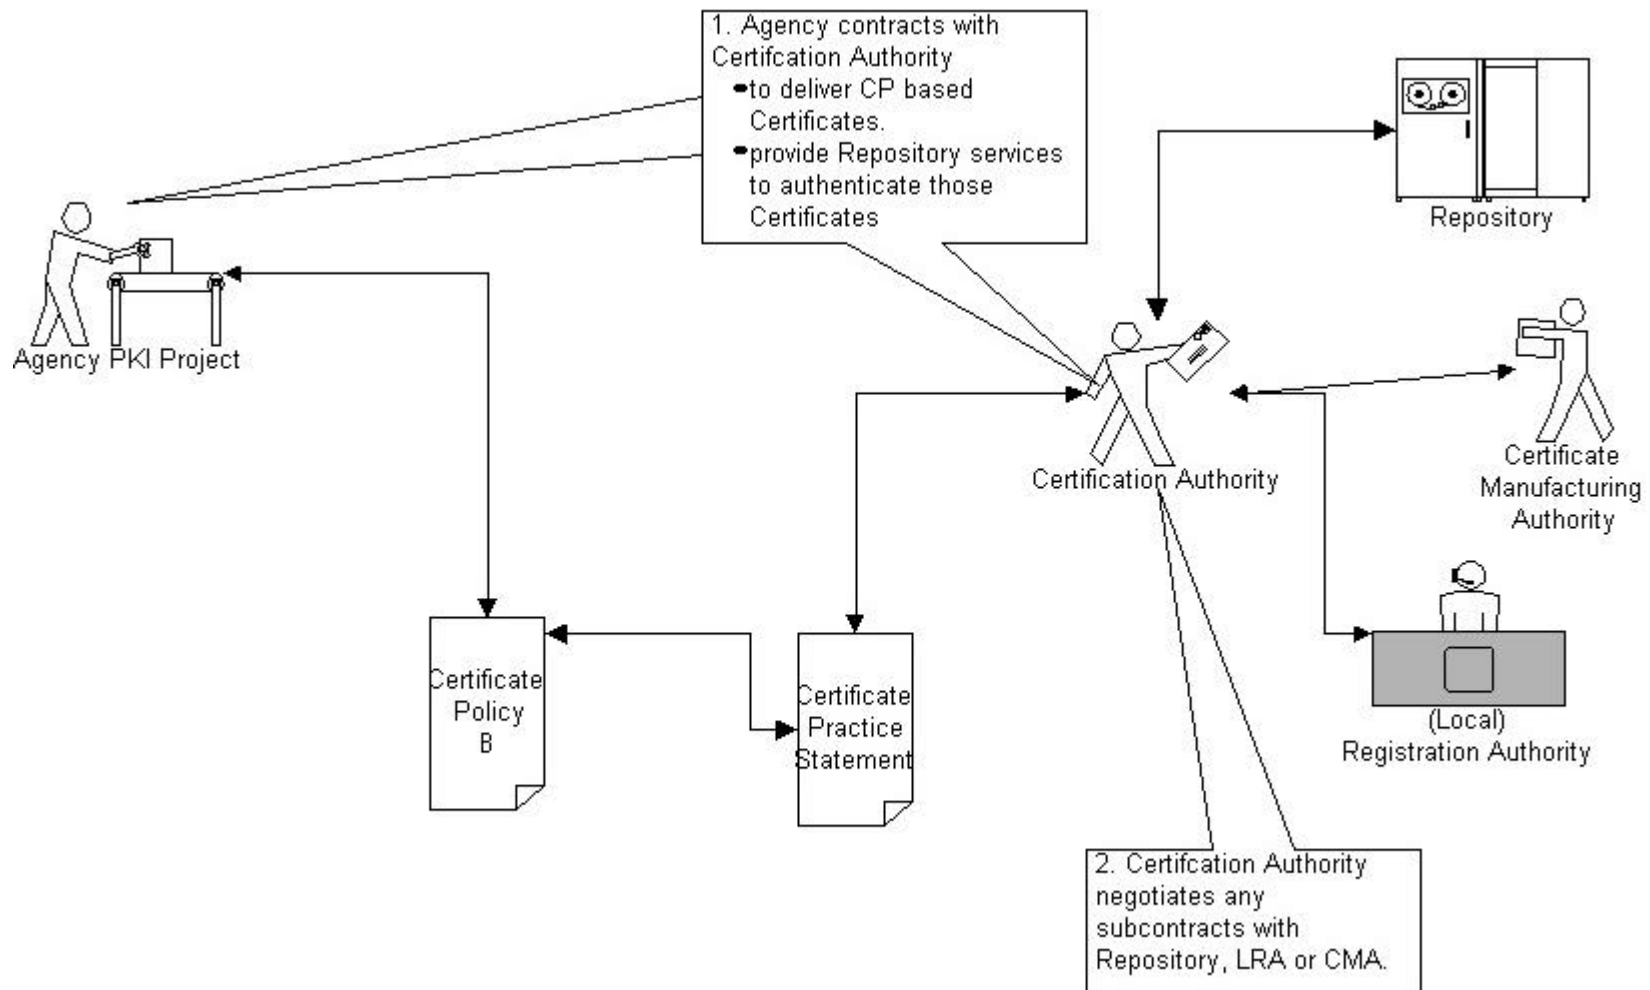 1. Agency contracts with
Certifcation Authority
to deliver CP based
Certificates.
provide Repository services
to authenticate those
Certificates
Repository
Agency PKI Project
Certification Authority
Certificate
Manufacturing
Authority
(Local)
Registration Authority
Certificate
Policy
B
Certificate
Practice
Statement
2. Certifcation Authority
negotiates any
subcontracts with
Repository, LRA or CMA.